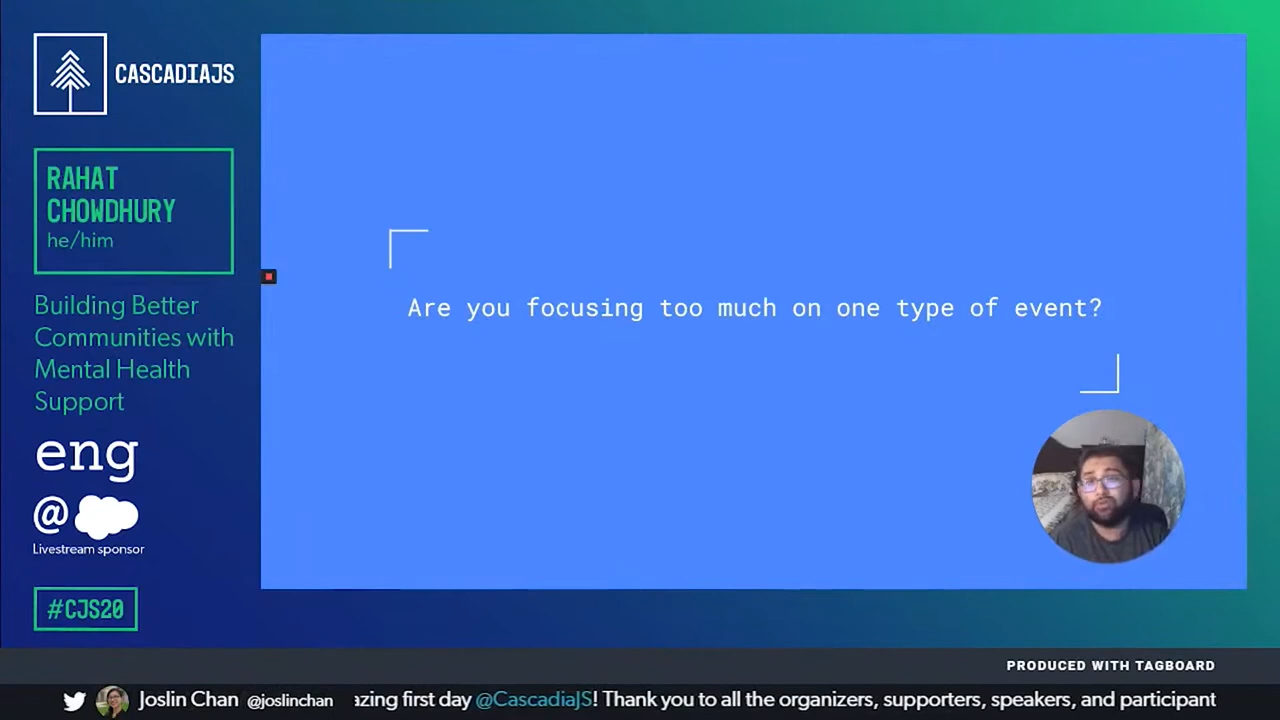 CASCADIAJS
RAHAT
CHOWDHURY
he/him
Building Better
Communities with
Mental Health
Support
eng
@
Livestream sponsor
#CJS20
Are you focusing too much on one type of event?
PRODUCED WITH TAGBOARD
Joslin Chan @joslinchan azing first day @CascadiaJS! Thank you to all the organizers, supporters, speakers, and participant